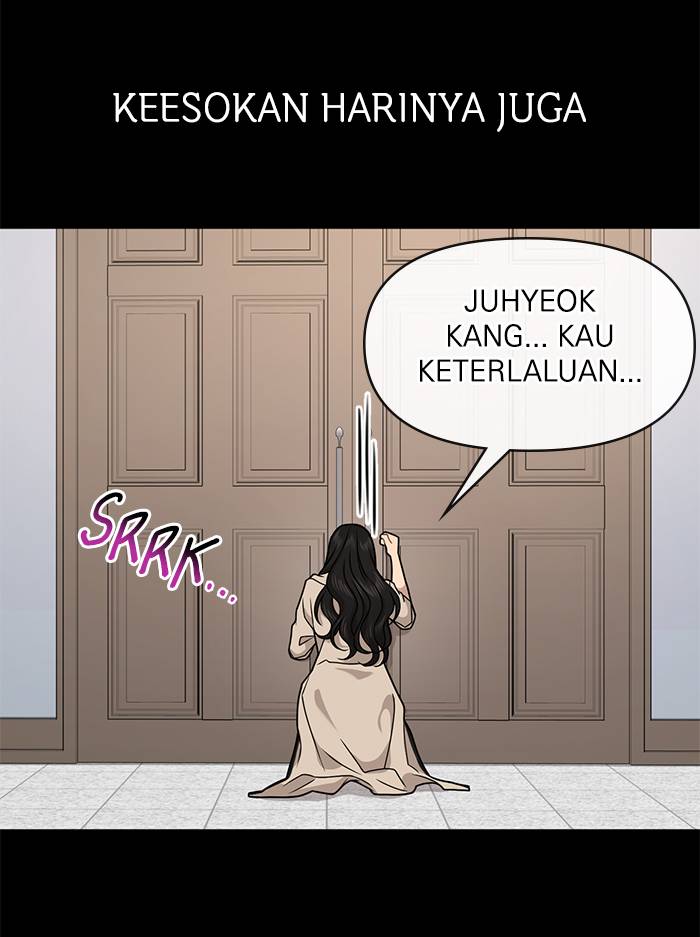 KEESOKAN HARINYA JUGA
JUHYEOK
KANG... KAU
KETERLALUAN...
SRRK...